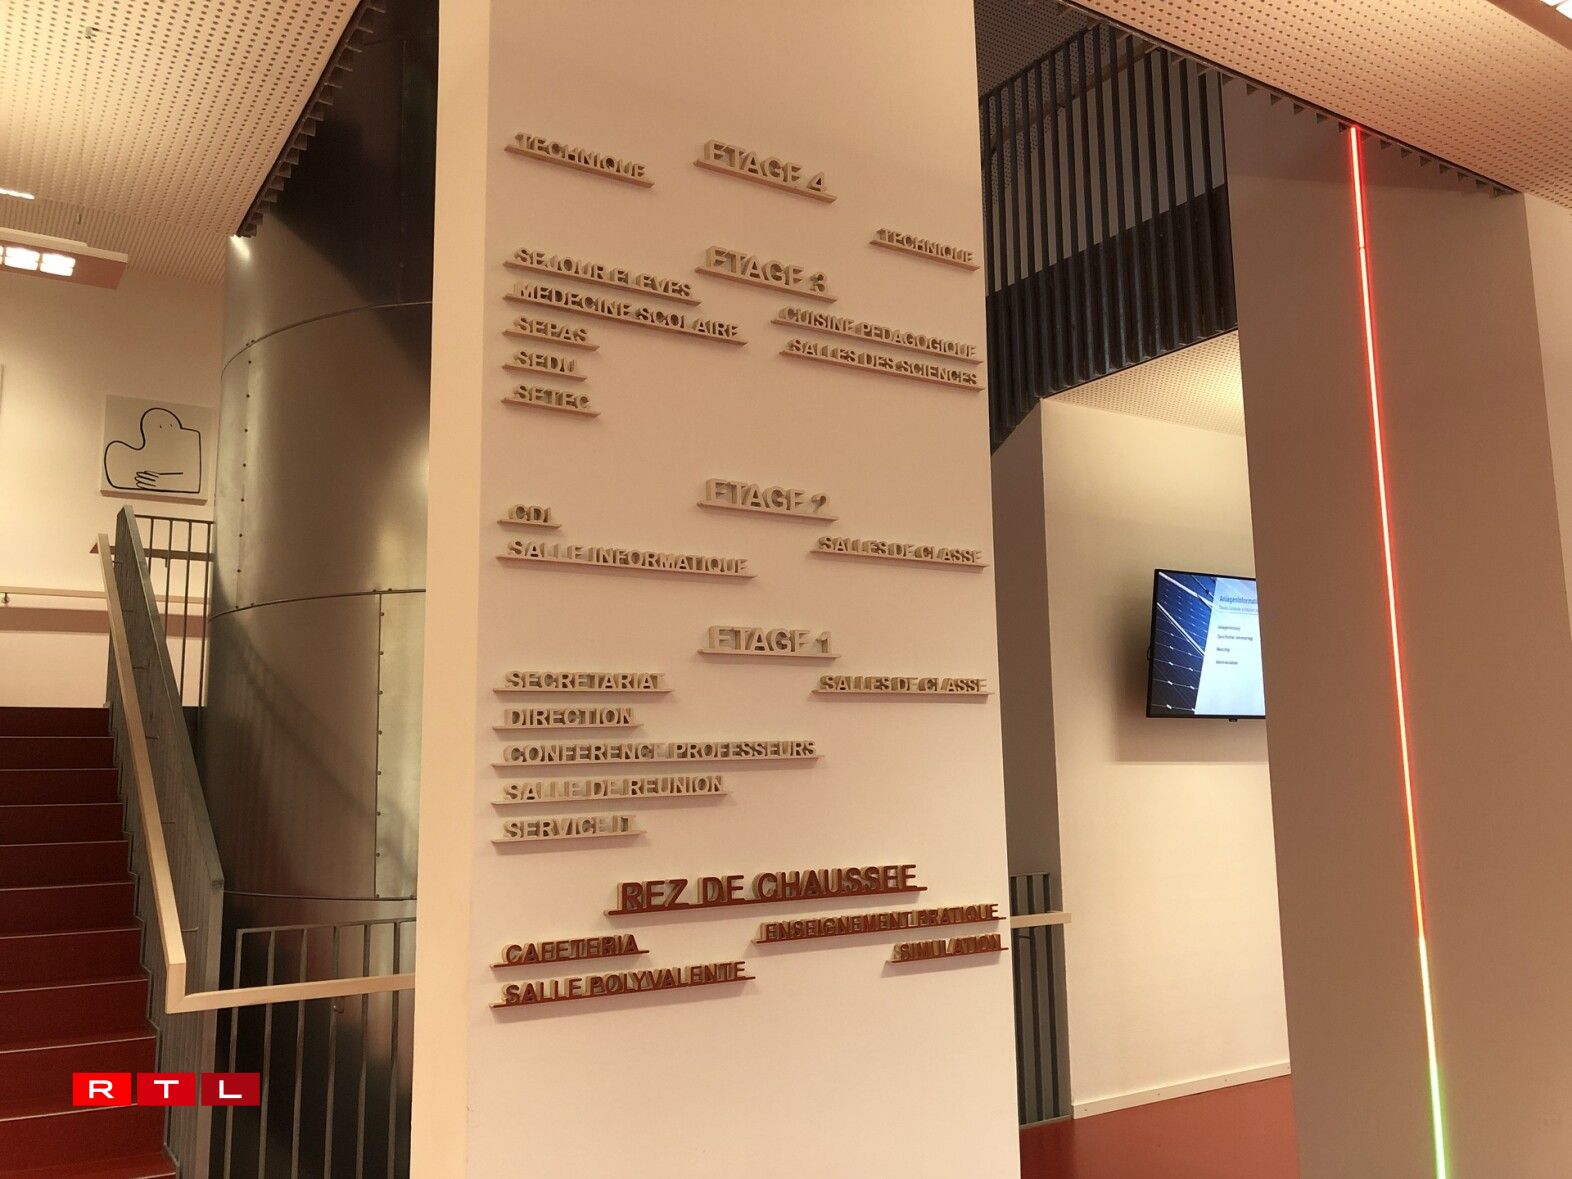 TECHNIQUE
ETAGE 4
TECHNIQUE
ETAGE 3
SEJOUR ELEVES
MEDECINE SCOLAIRE
SEPAS
SEDU
SETEC
CUISINE PEDAGOGIQUE
SALLES DES SCIENCES
ETAGE 2
CDI
SALLE INFORMATIQUE
SALLES DE CLASSE
ETAGE 1
SECRETARIAT
DIRECTION
CONFERENCE PROFESSEURS
SALLE DE REUNION
SERVICE IT
SALLES DE CLASSE
REZ DE CHAUSSEE
CAFETERIA
SALLE POLYVALENTE
ENSEIGNEMENT PRATIQUE
SIMULATION
RTL